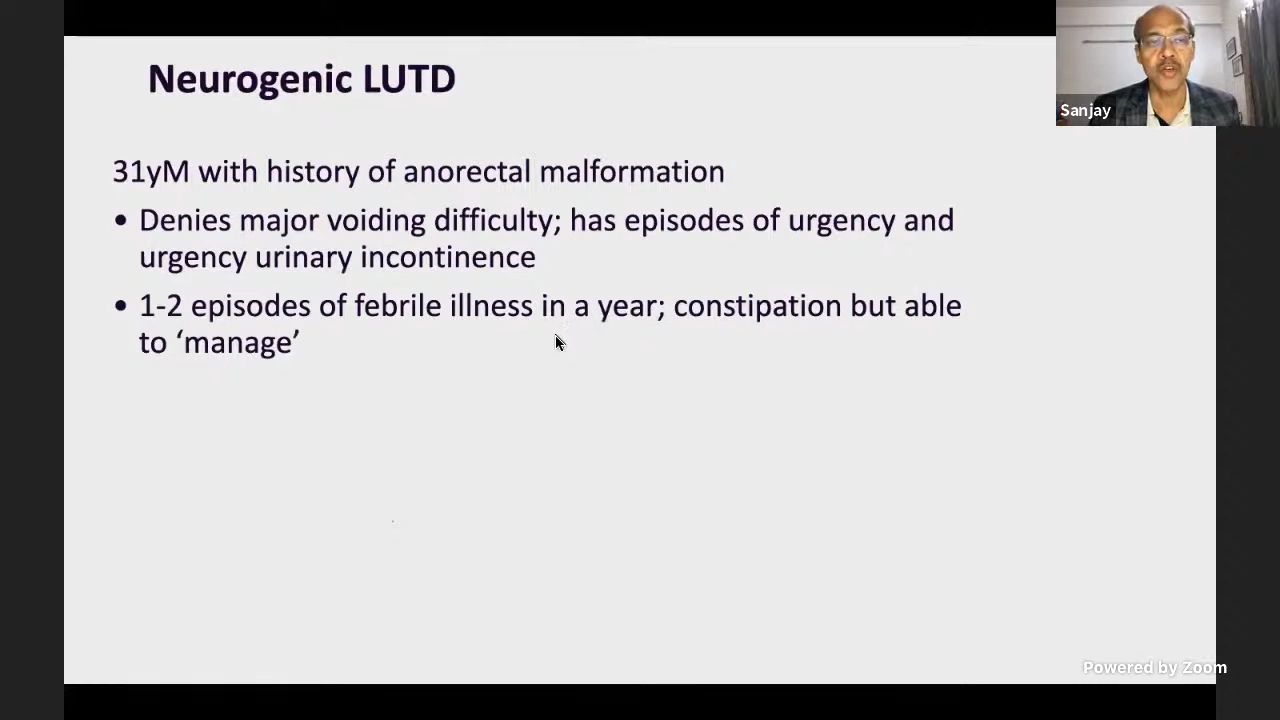 Neurogenic LUTD
Sanjay
31yM with history of anorectal malformation
• Denies major voiding difficulty; has episodes of urgency and
urgency urinary incontinence
• 1-2 episodes of febrile illness in a year; constipation but able
to ‘manage’
Powered by Zoom